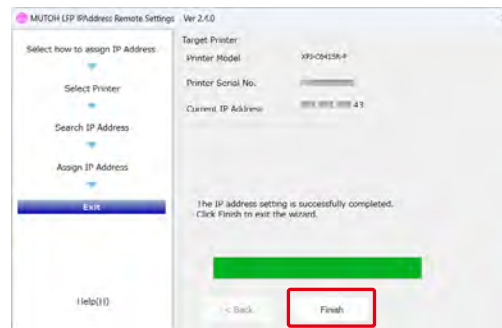 MUTOH LFP IPAddress Remote Settings Ver 2.4.0
Select how to assign IP Address
Select Printer
Search IP Address
Assign IP Address
Exit
Help(H)
Target Printer
Printer Model XPJ-C641SR-P
Printer Serial No.
Current IP Address 43
The IP address setting is successfully completed.
Click Finish to exit the wizard.
< Back
Finish